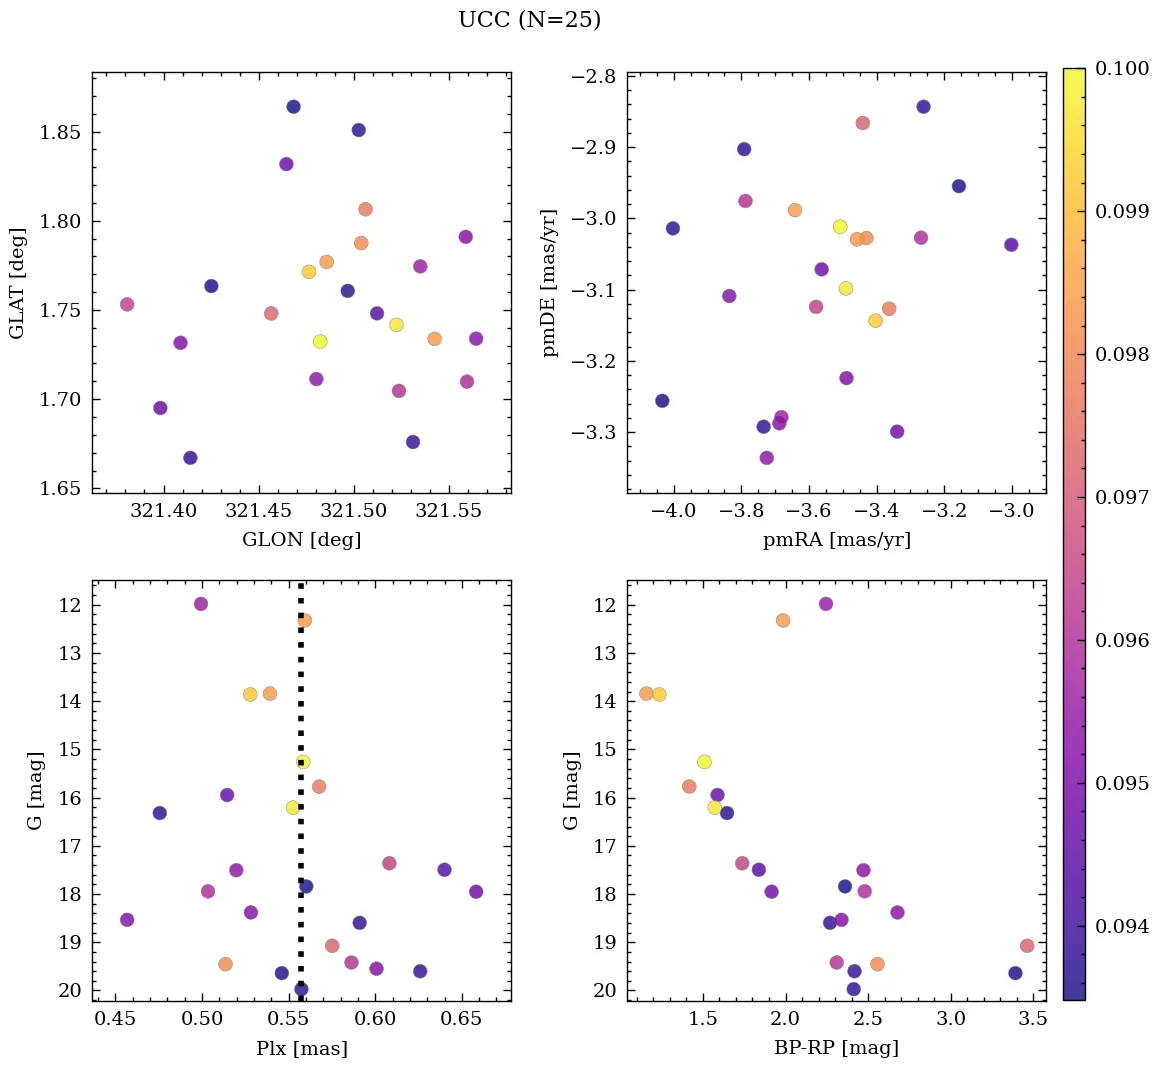 UCC (N=25)
1.85
1.80
1.75
1.70
1.65
GLAT [deg]
321.40 321.45 321.50 321.55
GLON [deg]
−2.8
−2.9
−3.0
−3.1
−3.2
−3.3
pmDE [mas/yr]
−4.0 −3.8 −3.6 −3.4 −3.2 −3.0
pmRA [mas/yr]
12
13
14
15
16
17
18
19
20
G [mag]
0.45 0.50 0.55 0.60 0.65
Plx [mas]
12
13
14
15
16
17
18
19
20
G [mag]
1.5 2.0 2.5 3.0 3.5
BP-RP [mag]
0.100
0.099
0.098
0.097
0.096
0.095
0.094